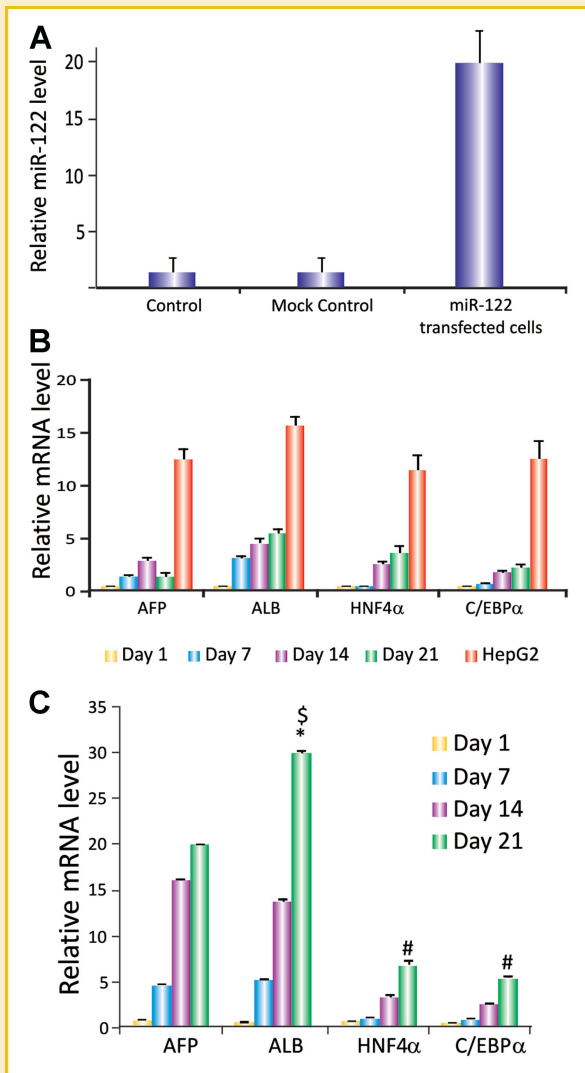 A
Relative miR-122 level
20
15
10
5
Control
Mock Control
miR-122
transfected cells
B
Relative mRNA level
20
15
10
5
0
AFP
ALB
HNF4α
C/EBPα
Day 1
Day 7
Day 14
Day 21
HepG2
C
Relative mRNA level
35
30
25
20
15
10
5
0
$
*
#
#
Day 1
Day 7
Day 14
Day 21
AFP
ALB
HNF4α
C/EBPα